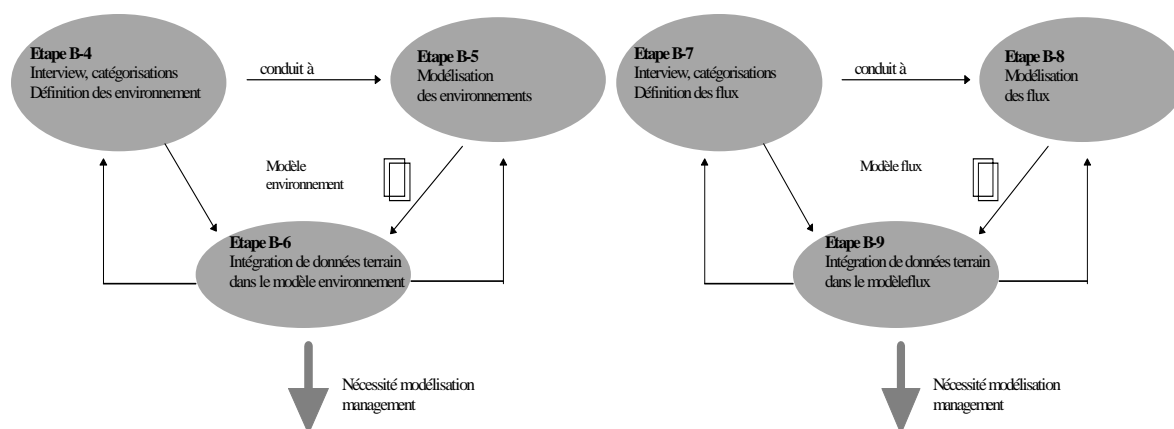 Etape B-4
Interview, catégorisations
Définition des environnement
conduit à
Etape B-5
Modélisation
des environnements
Modèle
environnement
Etape B-6
Intégration de données terrain
dans le modèle environnement
Nécessité modélisation
management
Etape B-7
Interview, catégorisations
Définition des flux
conduit à
Etape B-8
Modélisation
des flux
Modèle flux
Etape B-9
Intégration de données terrain
dans le modèleflux
Nécessité modélisation
management